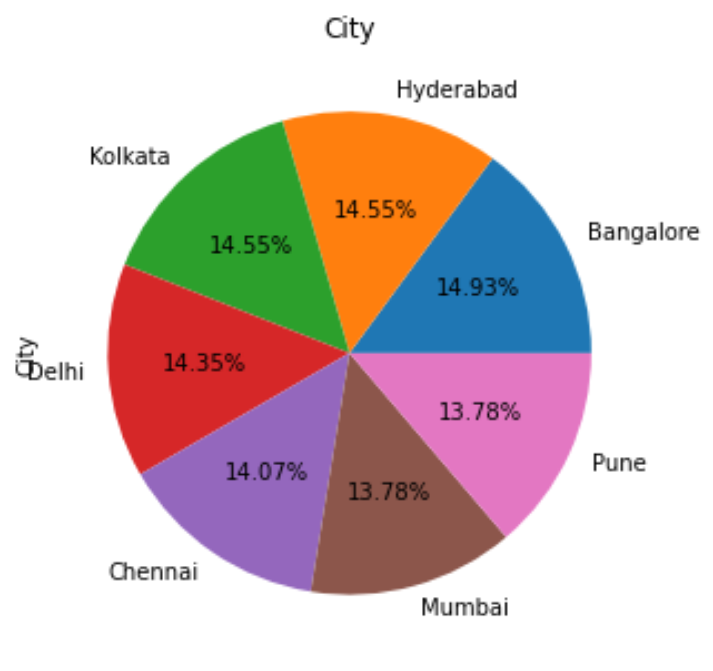 City
Hyderabad
Kolkata
14.55%
Bangalore
14.55%
14.93%
City
Delhi
14.35%
13.78%
Pune
14.07%
13.78%
Chennai
Mumbai